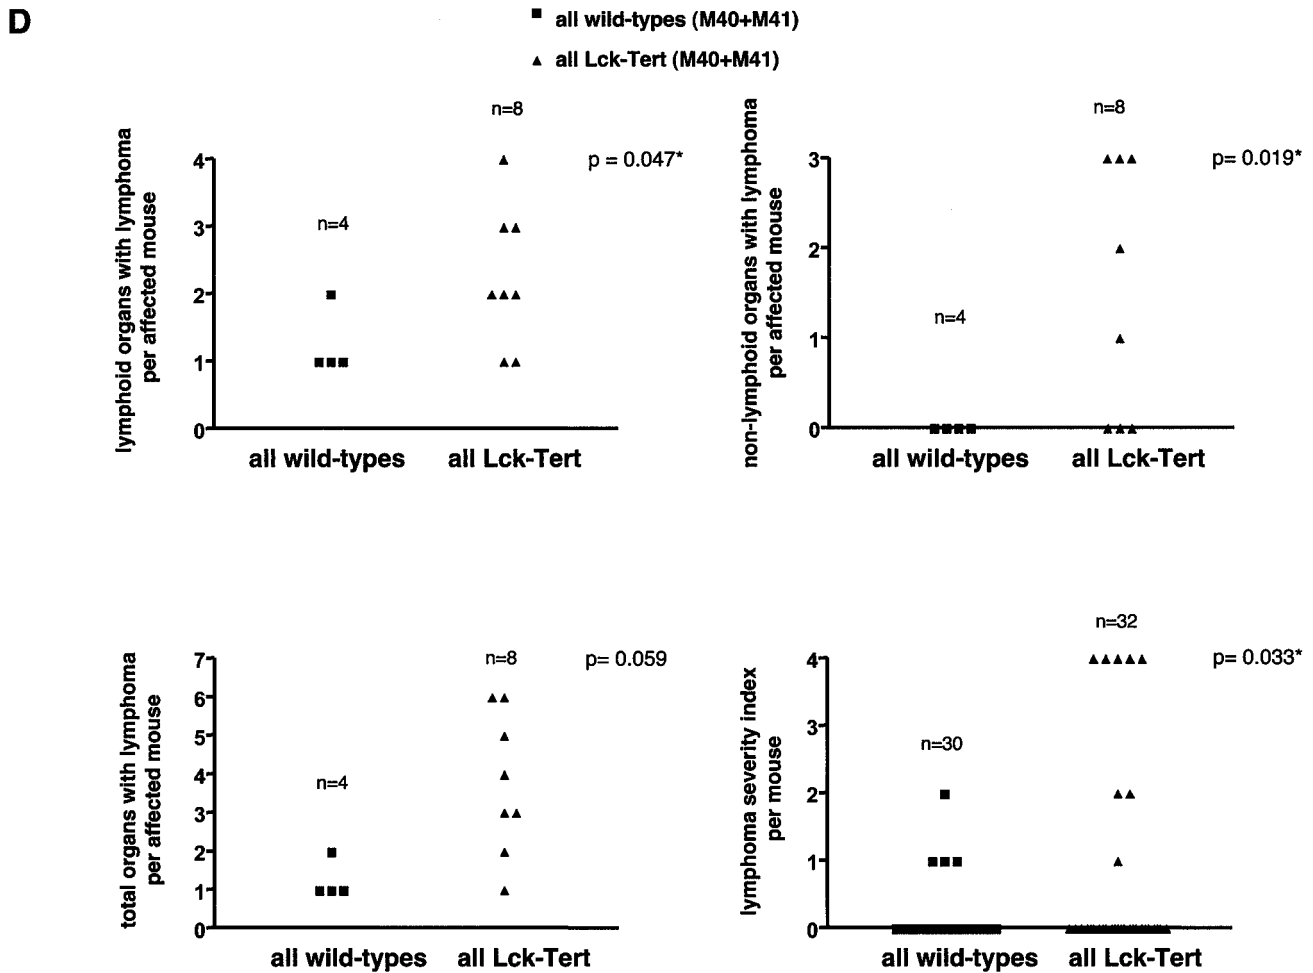 D
all wild-types (M40+M41)
all Lck-Tert (M40+M41)
lymphoid organs with lymphoma
per affected mouse
4
3
2
1
0
n=4
n=8
p = 0.047*
all wild-types
all Lck-Tert
non-lymphoid organs with lymphoma
per affected mouse
3
2
1
0
n=4
n=8
p= 0.019*
all wild-types
all Lck-Tert
total organs with lymphoma
per affected mouse
7
6
5
4
3
2
1
0
n=4
n=8
p= 0.059
all wild-types
all Lck-Tert
lymphoma severity index
per mouse
4
3
2
1
0
n=30
n=32
p= 0.033*
all wild-types
all Lck-Tert